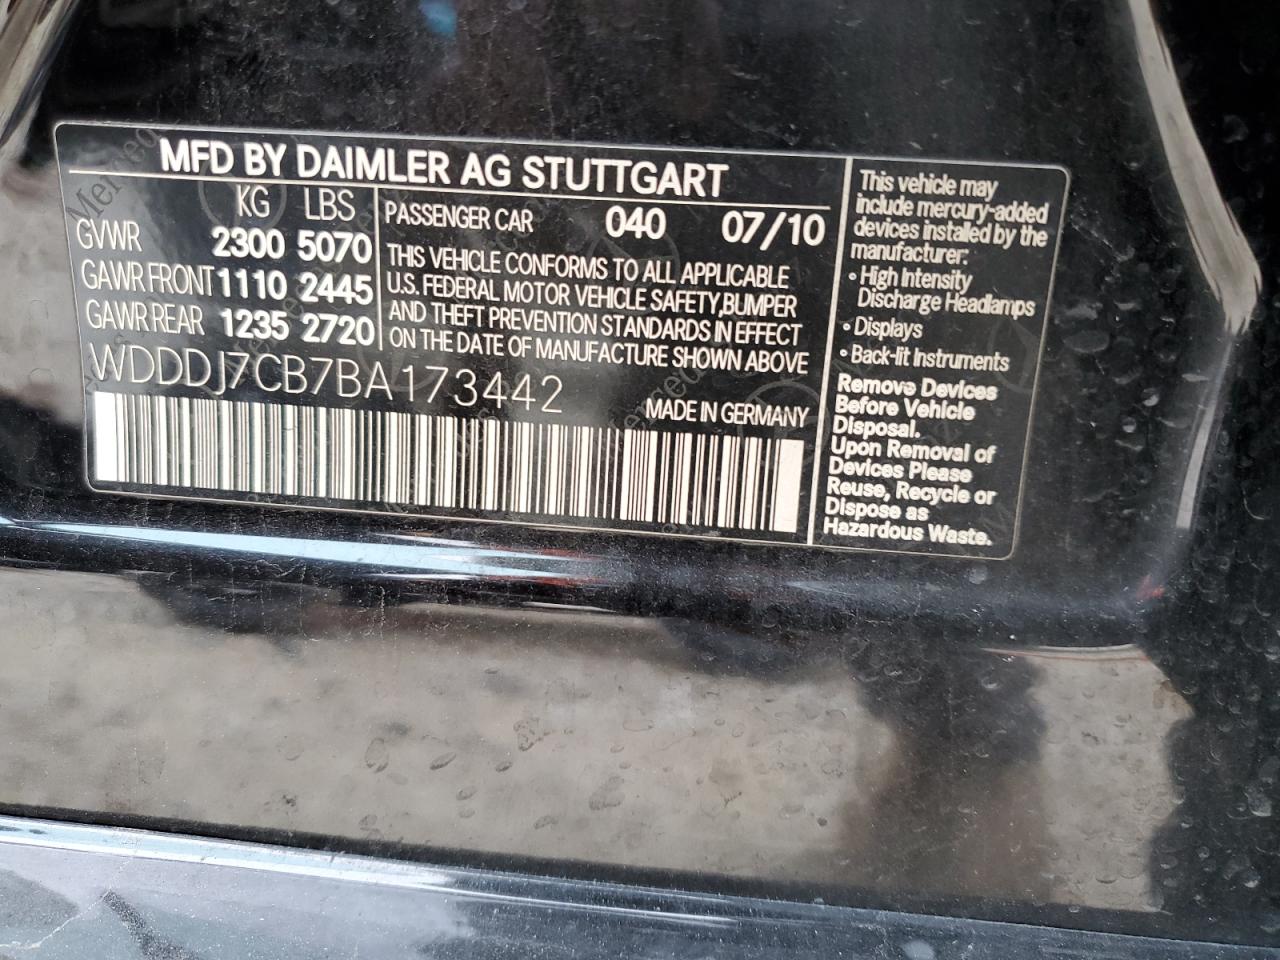 MFD BY DAIMLER AG STUTTGART
KG LBS
GVWR 2300 5070
GAWR FRONT 1110 2445
GAWR REAR 1235 2720
PASSENGER CAR 040 07/10
THIS VEHICLE CONFORMS TO ALL APPLICABLE
U.S. FEDERAL MOTOR VEHICLE SAFETY,BUMPER
AND THEFT PREVENTION STANDARDS IN EFFECT
ON THE DATE OF MANUFACTURE SHOWN ABOVE
WDDDJ7CB7BA173442
MADE IN GERMANY
This vehicle may
include mercury-added
devices installed by the
manufacturer:
• High Intensity
Discharge Headlamps
• Displays
• Back-lit Instruments
Remove Devices
Before Vehicle
Disposal.
Upon Removal of
Devices Please
Reuse, Recycle or
Dispose as
Hazardous Waste.